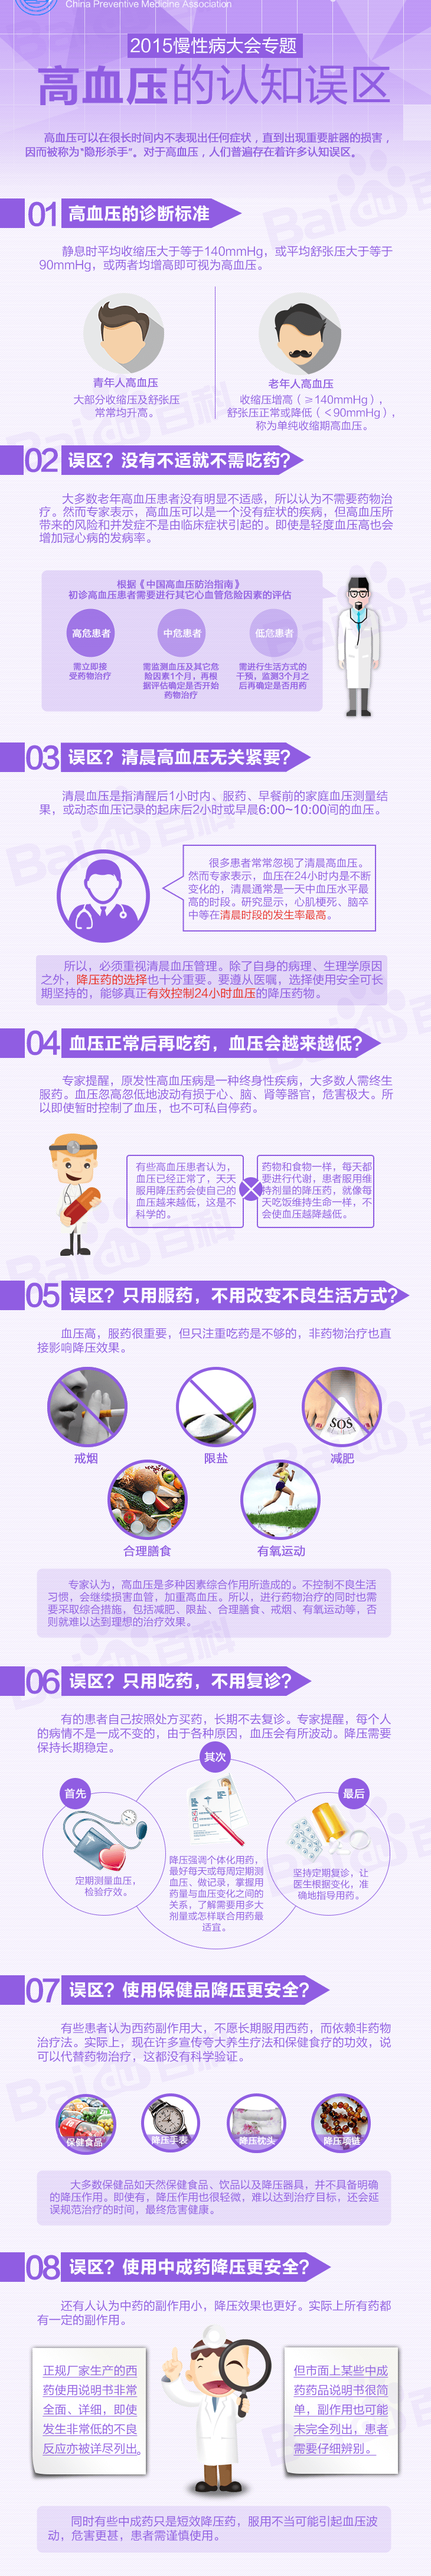 China Preventive Medicine Association
2015慢性病大会专题
高血压的认知误区
高血压可以在很长时间内不表现出任何症状，直到出现重要脏器的损害，
因而被称为“隐形杀手”。对于高血压，人们普遍存在着许多认知误区。
01 高血压的诊断标准
静息时平均收缩压大于等于140mmHg，或平均舒张压大于等于
90mmHg，或两者均增高即可视为高血压。
青年人高血压
大部分收缩压及舒张压
常常均升高。
老年人高血压
收缩压增高（≥140mmHg），
舒张压正常或降低（＜90mmHg），
称为单纯收缩期高血压。
02 误区？没有不适就不需吃药？
大多数老年高血压患者没有明显不适感，所以认为不需要药物治
疗。然而专家表示，高血压可以是一个没有症状的疾病，但高血压所
带来的风险和并发症不是由临床症状引起的。即使是轻度血压高也会
增加冠心病的发病率。
根据《中国高血压防治指南》
初诊高血压患者需要进行其它心血管危险因素的评估
高危患者
需立即接
受药物治疗
中危患者
需监测血压及其它危
险因素1个月，再根
据评估确定是否开始
药物治疗
低危患者
需进行生活方式的
干预，监测3个月之
后再确定是否用药
03 误区？清晨高血压无关紧要？
清晨血压是指清醒后1小时内、服药、早餐前的家庭血压测量结
果，或动态血压记录的起床后2小时或早晨6:00~10:00间的血压。
很多患者常常忽视了清晨高血压。
然而专家表示，血压在24小时内是不断
变化的，清晨通常是一天中血压水平最
高的时段。研究显示，心肌梗死、脑卒
中等在清晨时段的发生率最高。
所以，必须重视清晨血压管理。除了自身的病理、生理学原因
之外，降压药的选择也十分重要。要遵从医嘱，选择使用安全可长
期坚持的，能够真正有效控制24小时血压的降压药物。
04 血压正常后再吃药，血压会越来越低？
专家提醒，原发性高血压病是一种终身性疾病，大多数人需终生
服药。血压忽高忽低地波动有损于心、脑、肾等器官，危害极大。所
以即使暂时控制了血压，也不可私自停药。
有些高血压患者认为，
血压已经正常了，天天
服用降压药会使自己的
血压越来越低，这是不
科学的。
药物和食物一样，每天都
要进行代谢，患者服用维
持剂量的降压药，就像每
天吃饭维持生命一样，不
会使血压越降越低。
05 误区？只用服药，不用改变不良生活方式？
血压高，服药很重要，但只注重吃药是不够的，非药物治疗也直
接影响降压效果。
SOS
戒烟
限盐
减肥
合理膳食
有氧运动
专家认为，高血压是多种因素综合作用所造成的。不控制不良生活
习惯，会继续损害血管，加重高血压。所以，进行药物治疗的同时也需
要采取综合措施，包括减肥、限盐、合理膳食、戒烟、有氧运动等，否
则就难以达到理想的治疗效果。
06 误区？只用吃药，不用复诊？
有的患者自己按照处方买药，长期不去复诊。专家提醒，每个人
的病情不是一成不变的，由于各种原因，血压会有所波动。降压需要
保持长期稳定。
首先
定期测量血压，
检验疗效。
其次
降压强调个体化用药，
最好每天或每周定期测
血压、做记录，掌握用
药量与血压变化之间的
关系，了解需要用多大
剂量或怎样联合用药最
适宜。
最后
坚持定期复诊，让
医生根据变化，准
确地指导用药。
07 误区？使用保健品降压更安全？
有些患者认为西药副作用大，不愿长期服用西药，而依赖非药物
治疗法。实际上，现在许多宣传夸大养生疗法和保健食疗的功效，说
可以代替药物治疗，这都没有科学验证。
保健食品
降压手表
降压枕头
降压项链
大多数保健品如天然保健食品、饮品以及降压器具，并不具备明确
的降压作用。即使有，降压作用也很轻微，难以达到治疗目标，还会延
误规范治疗的时间，最终危害健康。
08 误区？使用中成药降压更安全？
还有人认为中药的副作用小，降压效果也更好。实际上所有药都
有一定的副作用。
正规厂家生产的西
药使用说明书非常
全面、详细，即使
发生非常低的不良
反应亦被详尽列出。
但市面上某些中成
药药品说明书很简
单，副作用也可能
未完全列出，患者
需要仔细辨别。
同时有些中成药只是短效降压药，服用不当可能引起血压波
动，危害更甚，患者需谨慎使用。